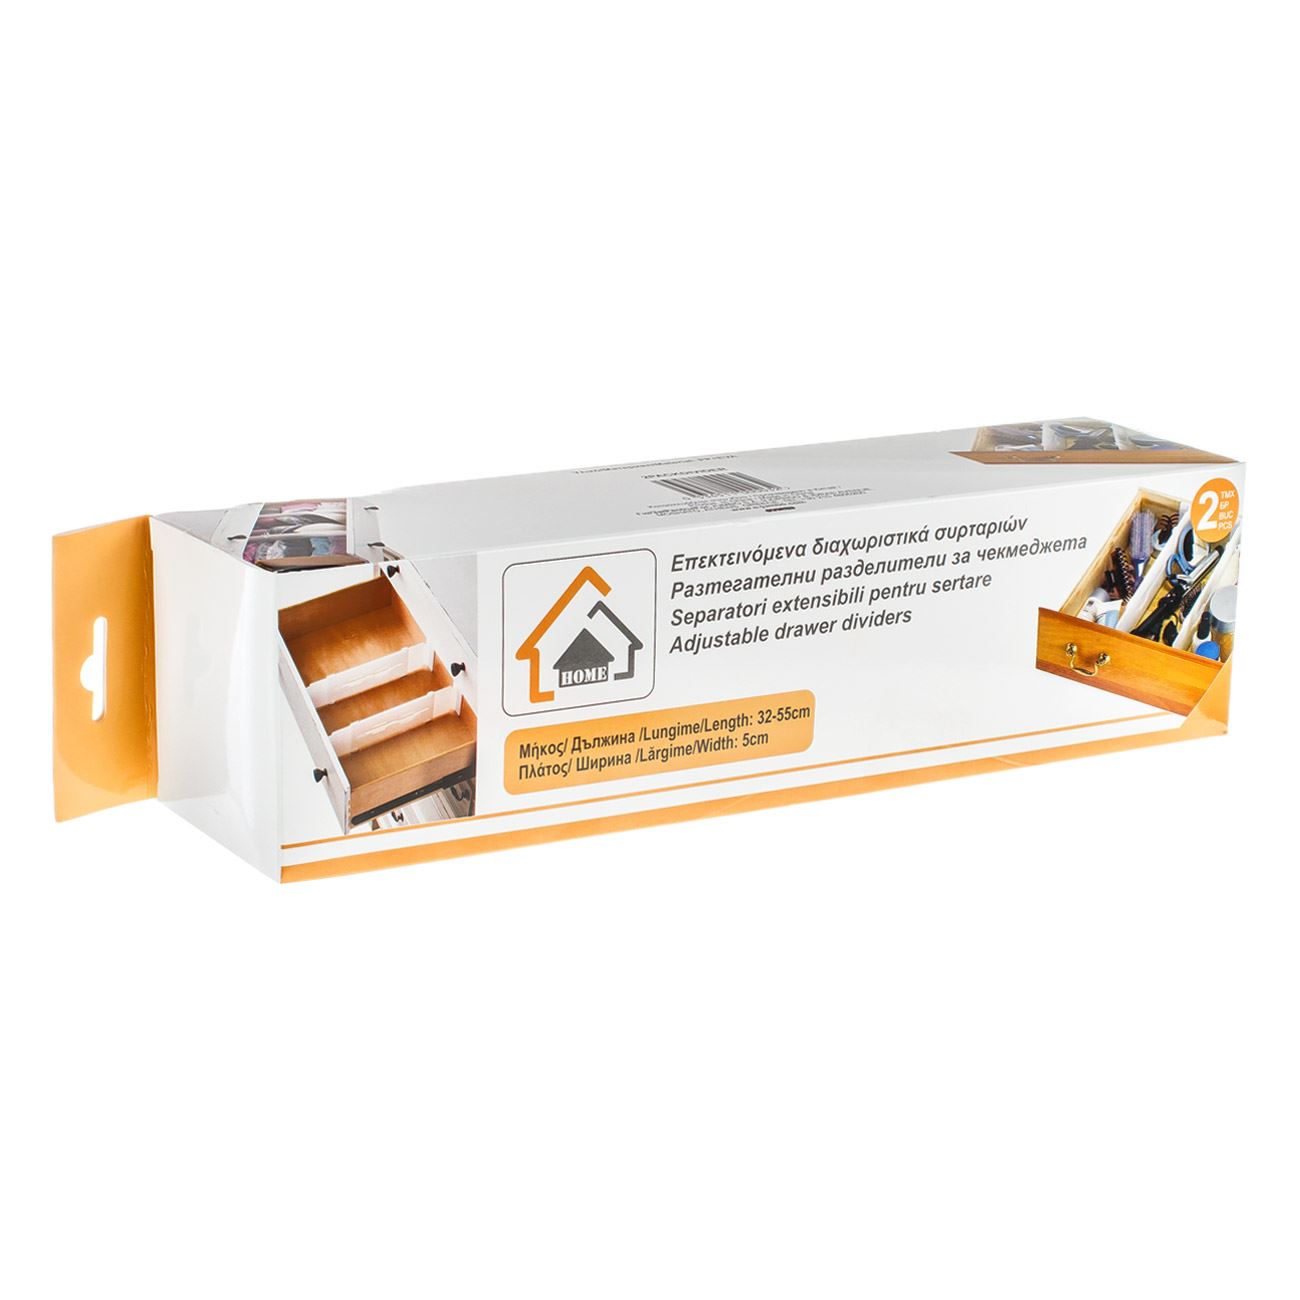 2PACKDIVIDER
Επεκτεινόμενα διαχωριστικά συρταριών
Разтегателни разделители за чекмеджета
Separatori extensibili pentru sertare
Adjustable drawer dividers
HOME
Μήκος/ Дължина /Lungime/Length: 32-55cm
Πλάτος/ Ширина /Lărgime/Width: 5cm
2
ΤΜΧ
БР
BUC
PCS